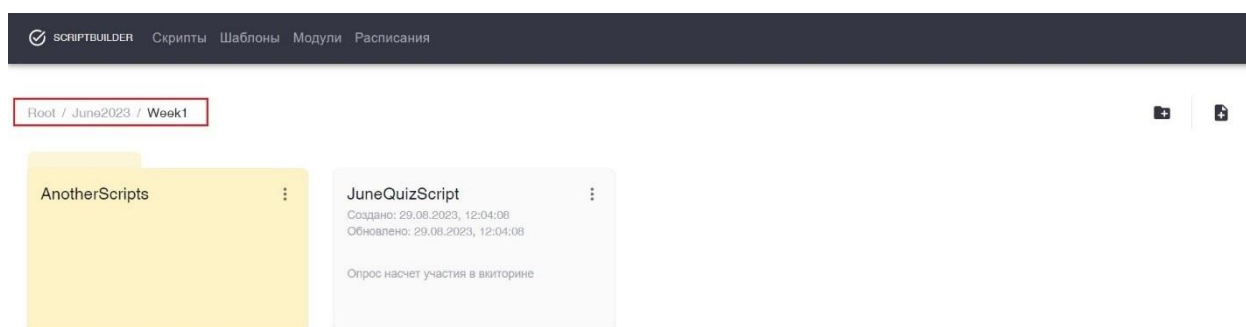 SCRIPTBUILDER Скрипты Шаблоны Модули Расписания
Root / June2023 / Week1
AnotherScripts
JuneQuizScript
Создано: 29.08.2023, 12:04:08
Обновлено: 29.08.2023, 12:04:08
Опрос насчет участия в вкиторине